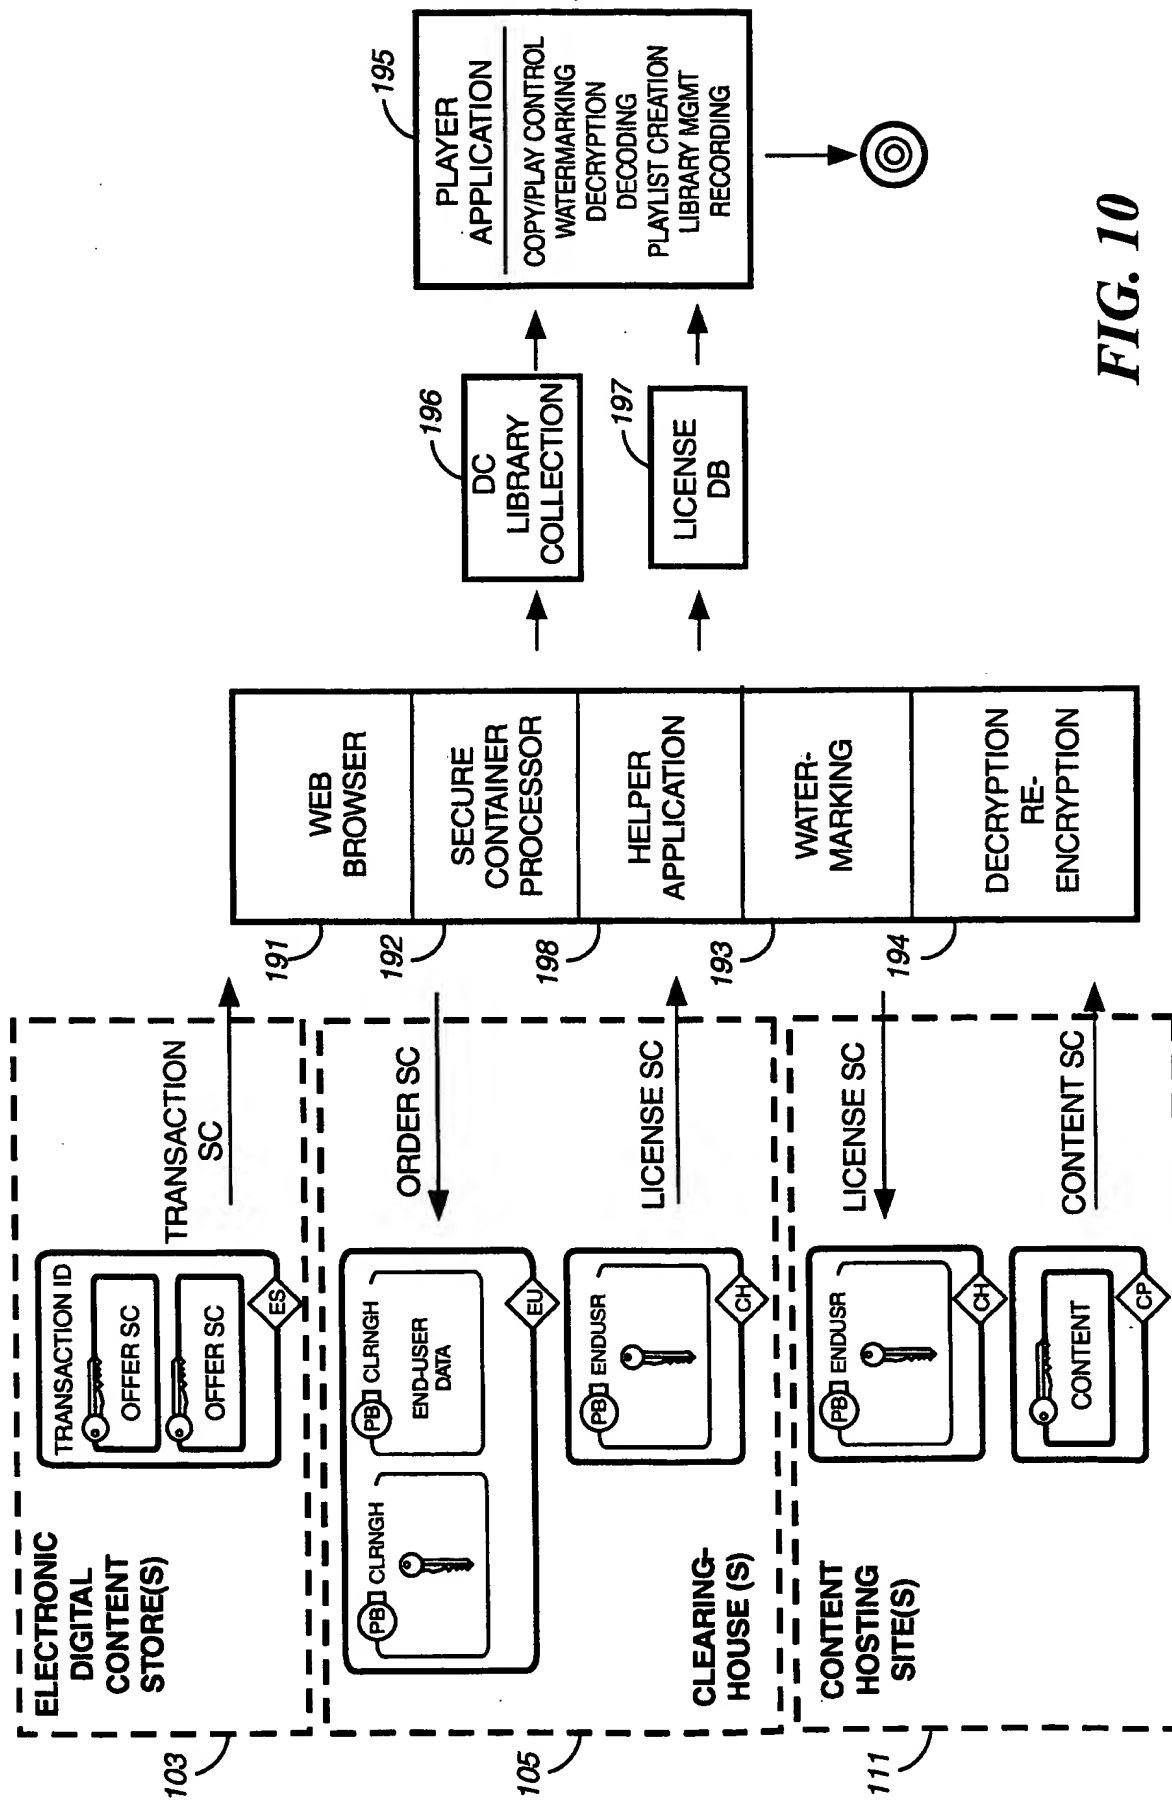 ELECTRONIC
DIGITAL
CONTENT
STORE(S)
103
TRANSACTION ID
OFFER SC
OFFER SC
ES
TRANSACTION
SC
PB
CLRNGH
PB
CLRNGH
END-USER
DATA
EU
ORDER SC
CLEARING-
HOUSE (S)
105
PB
ENDUSR
CH
LICENSE SC
CONTENT
HOSTING
SITE(S)
111
PB
ENDUSR
CH
LICENSE SC
CONTENT
CP
CONTENT SC
191
WEB
BROWSER
192
SECURE
CONTAINER
PROCESSOR
198
HELPER
APPLICATION
193
WATER-
MARKING
194
DECRYPTION
RE-
ENCRYPTION
196
DC
LIBRARY
COLLECTION
197
LICENSE
DB
195
PLAYER
APPLICATION
COPY/PLAY CONTROL
WATERMARKING
DECRYPTION
DECODING
PLAYLIST CREATION
LIBRARY MGMT
RECORDING
FIG. 10